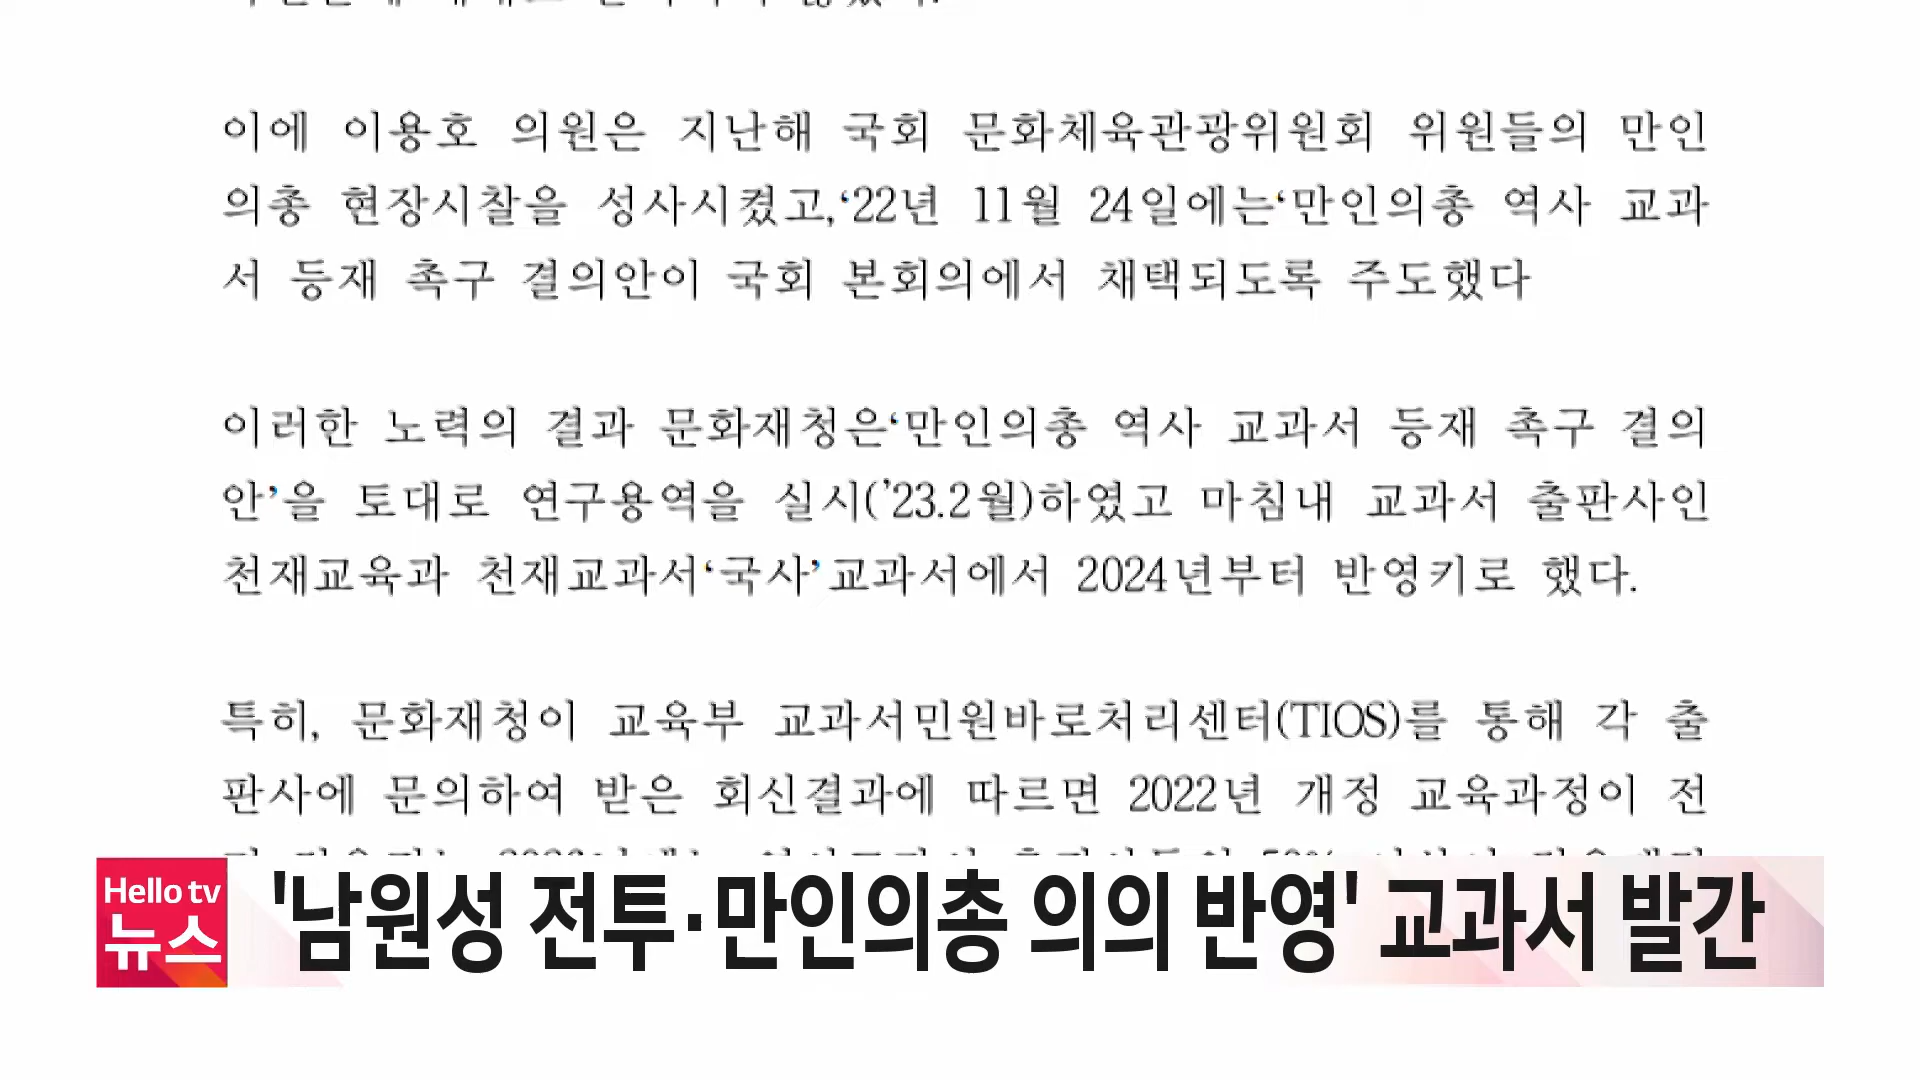 이에 이용호 의원은 지난해 국회 문화체육관광위원회 위원들의 만인
의총 현장시찰을 성사시켰고,‘22년 11월 24일에는‘만인의총 역사 교과
서 등재 촉구 결의안이 국회 본회의에서 채택되도록 주도했다
이러한 노력의 결과 문화재청은‘만인의총 역사 교과서 등재 촉구 결의
안’을 토대로 연구용역을 실시(’23.2월)하였고 마침내 교과서 출판사인
천재교육과 천재교과서‘국사’교과서에서 2024년부터 반영키로 했다.
특히, 문화재청이 교육부 교과서민원바로처리센터(TIOS)를 통해 각 출
판사에 문의하여 받은 회신결과에 따르면 2022년 개정 교육과정이 전
Hello tv
뉴스
'남원성 전투·만인의총 의의 반영' 교과서 발간